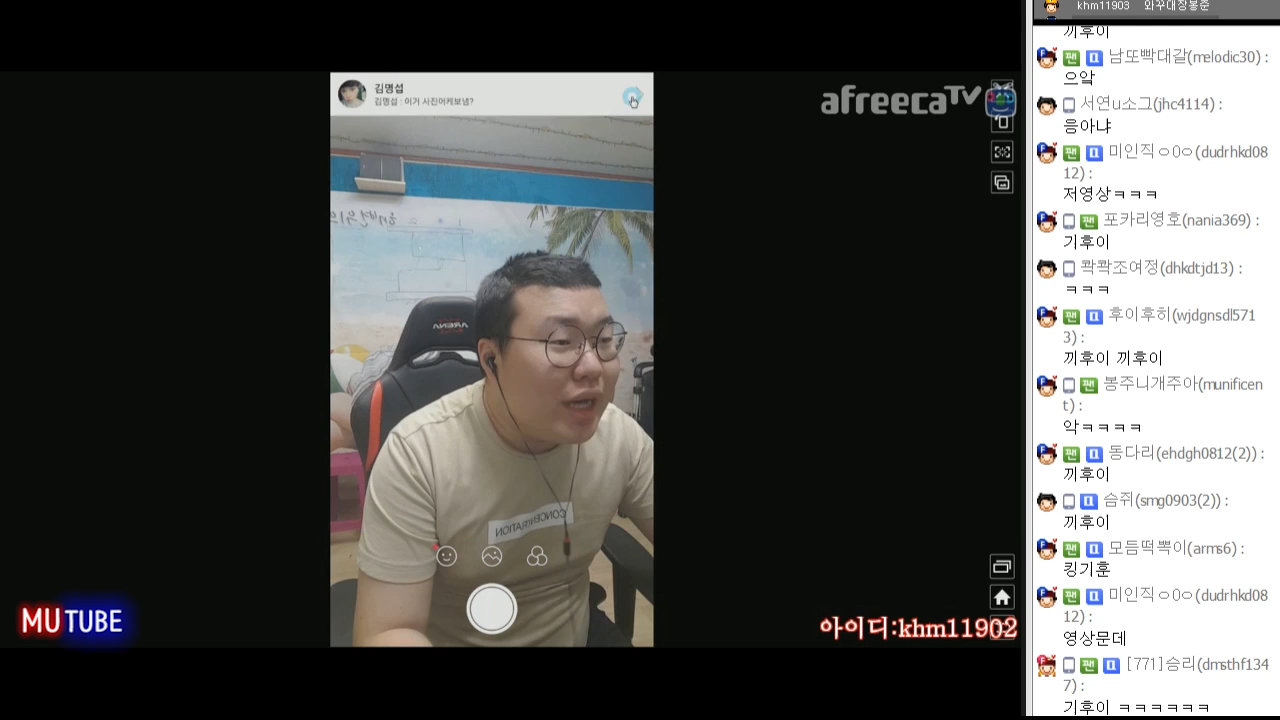 김명섭
김명섭 : 이거 사진어케보냄?
afreecaTV
ARENA
CONCENTRATION
MUTUBE
아이디:khm11902
khm11903 와꾸대장봉준
끼후이
남또빡대갈(melodic30) :
으악
서연u소그(jhc4114) :
응아냐
미인직ㅇ0ㅇ(dudrhkd08
12) :
저영상ㅋㅋㅋ
포카리영호(nania369) :
기후이
콱콱조여정(dhkdtjd13) :
ㅋㅋㅋ
후이후히(wjdgnsdl571
3) :
끼후이 끼후이
봉주니개주아(munificen
t) :
악ㅋㅋㅋㅋ
동다리(ehdgh0812(2)) :
끼후이
슴쥐(smg0903(2)) :
끼후이
모듬떡뽁이(arms6) :
킹기훈
미인직ㅇ0ㅇ(dudrhkd08
12) :
영상문데
[771]승리(dmsthf134
7) :
기후이 ㅋㅋㅋㅋㅋㅋ